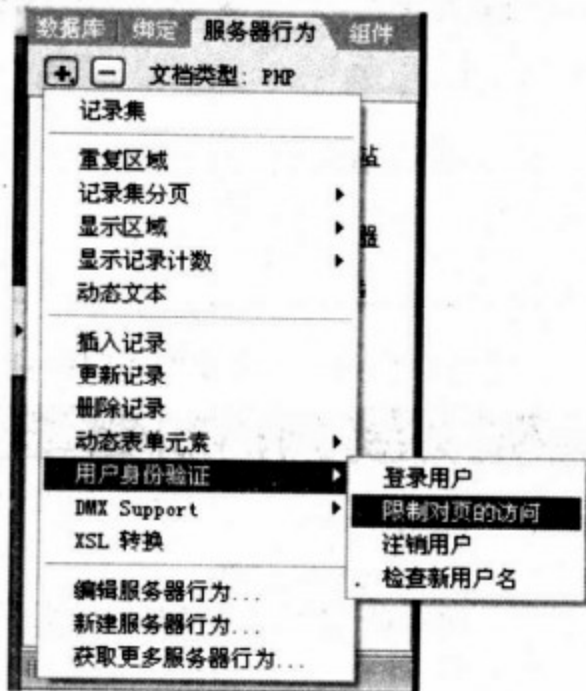 数据库 绑定 服务器行为 组件
文档类型: PHP
记录集
重复区域
记录集分页
显示区域
显示记录计数
动态文本
插入记录
更新记录
删除记录
动态表单元素
用户身份验证
DMX Support
XSL 转换
编辑服务器行为...
新建服务器行为...
获取更多服务器行为...
登录用户
限制对页的访问
注销用户
检查新用户名